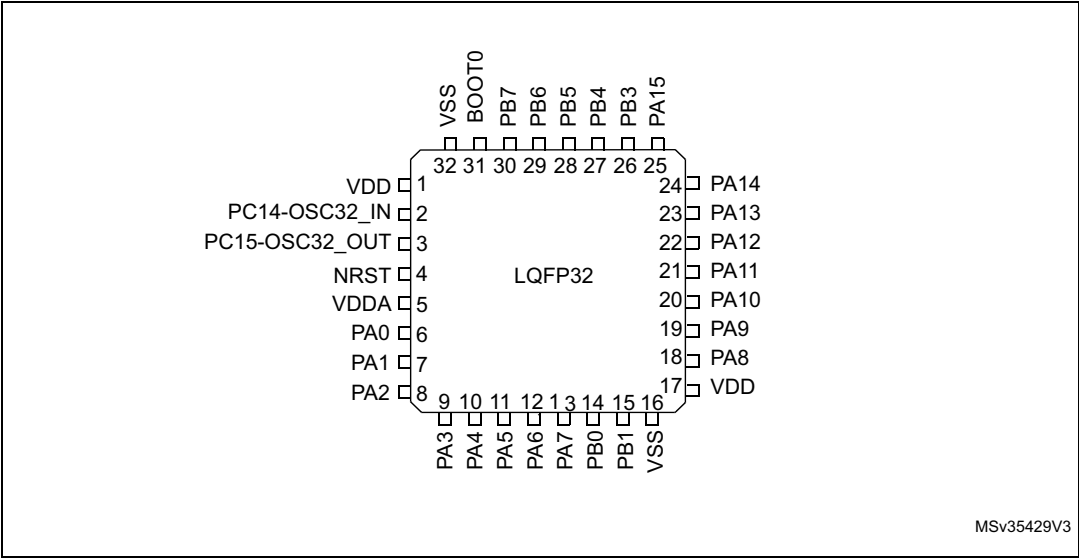 VSS
BOOT0
PB7
PB6
PB5
PB4
PB3
PA15
32 31 30 29 28 27 26 25
VDD 1
PC14-OSC32_IN 2
PC15-OSC32_OUT 3
NRST 4
VDDA 5
PA0 6
PA1 7
PA2 8
LQFP32
24 PA14
23 PA13
22 PA12
21 PA11
20 PA10
19 PA9
18 PA8
17 VDD
9 10 11 12 13 14 15 16
PA3
PA4
PA5
PA6
PA7
PB0
PB1
VSS
MSv35429V3